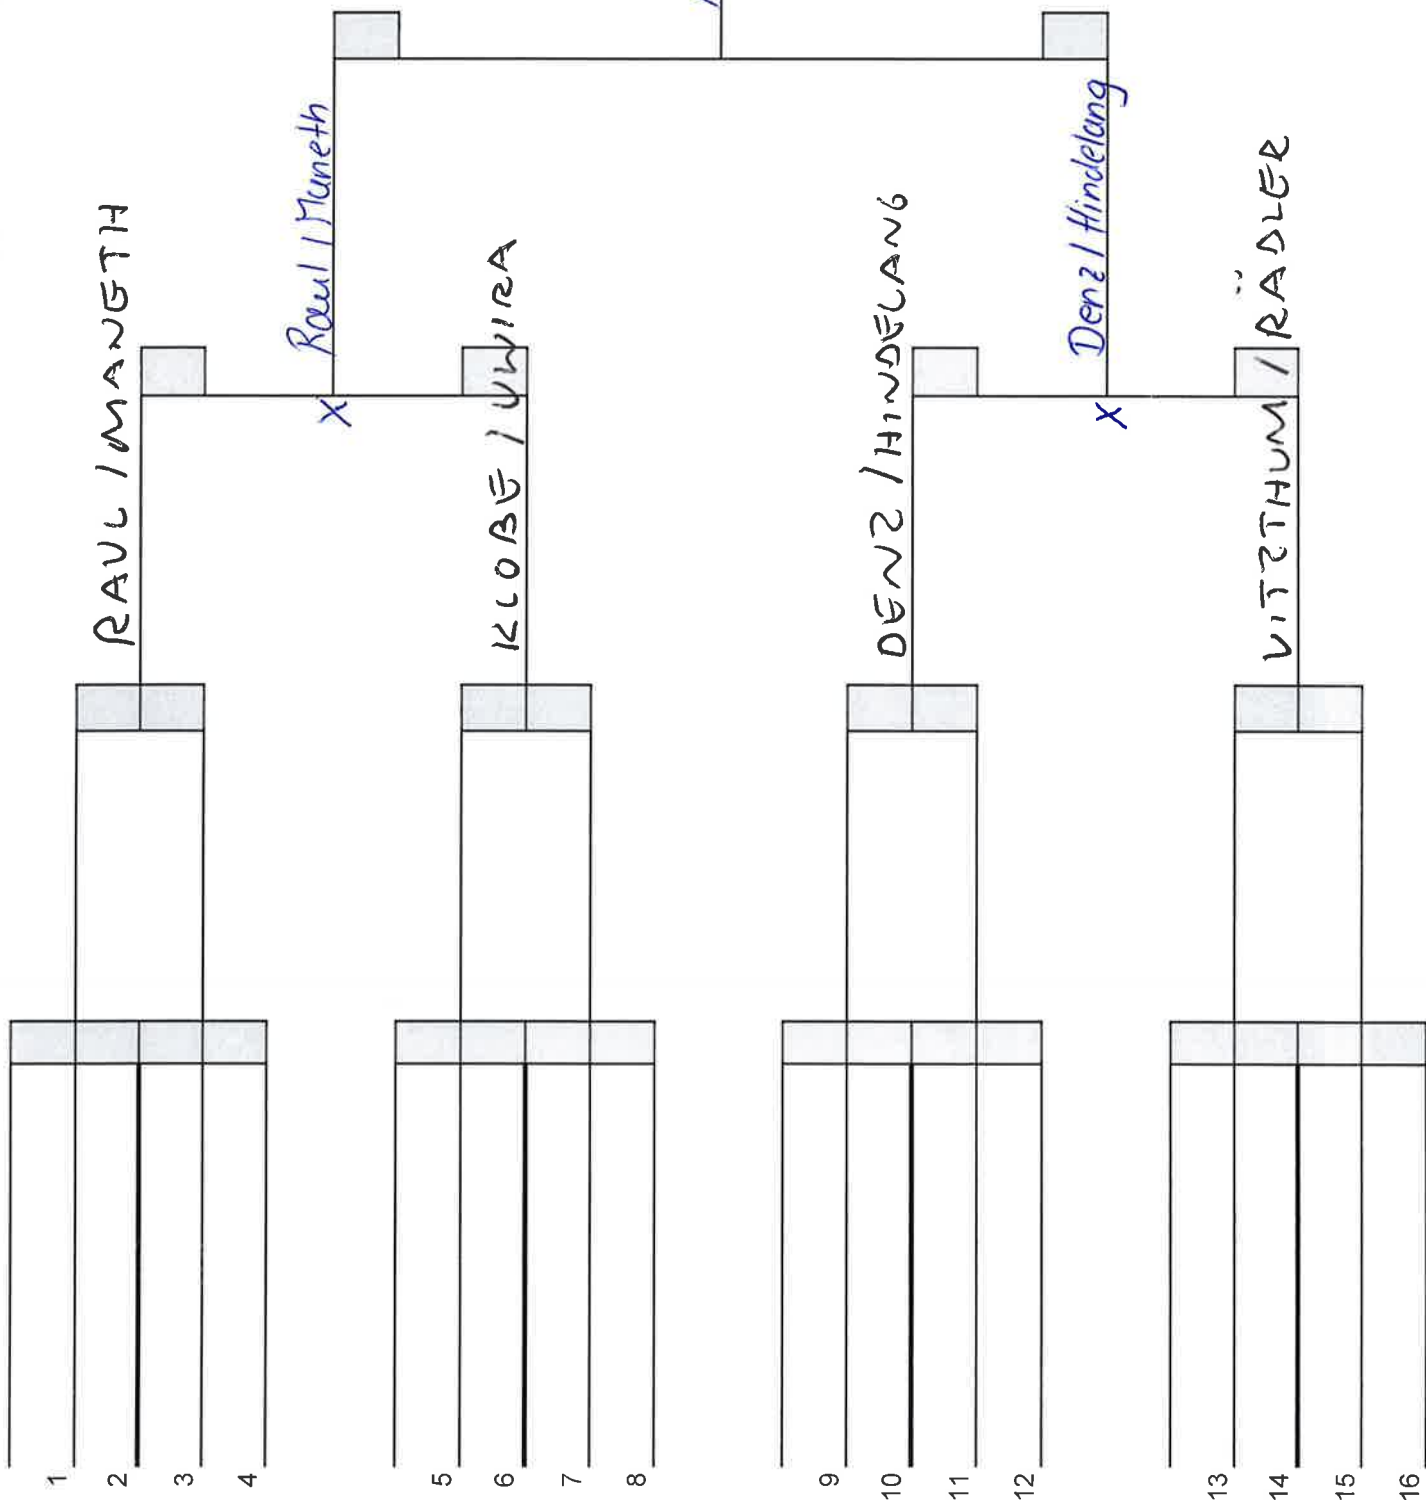 1
2
3
4
5
6
7
8
9
10
11
12
13
14
15
16
RAUL / MANETH
KLOBE / UWIRA
DENZ / HINDELANG
VITZTHUM / RÄDLER
Raul / Maneth
X
Denz / Hindelang
X